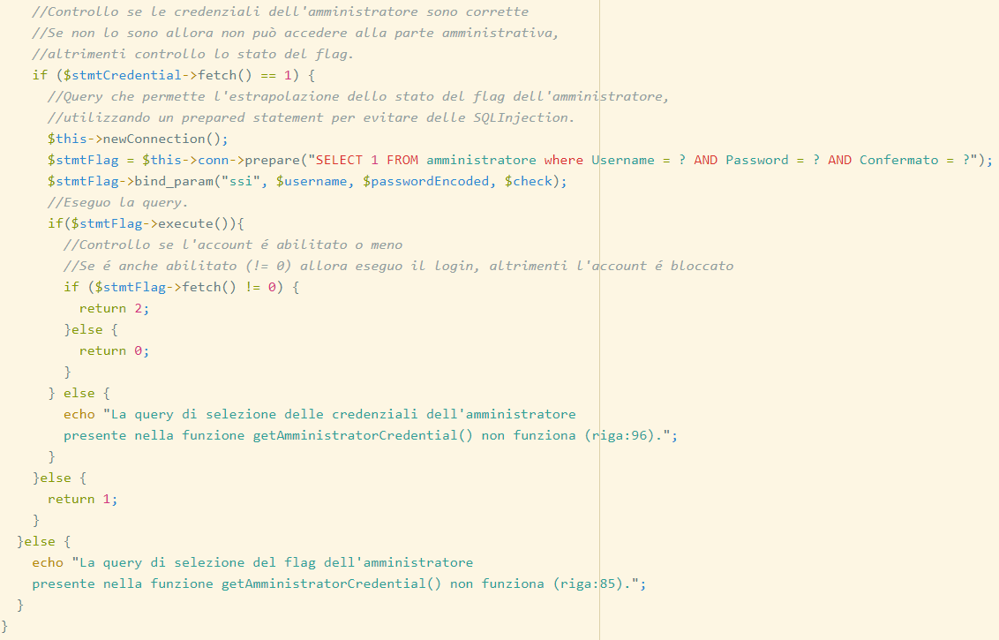 //Controllo se le credenziali dell'amministratore sono corrette
//Se non lo sono allora non può accedere alla parte amministrativa,
//altrimenti controllo lo stato del flag.
if ($stmtCredential->fetch() == 1) {
//Query che permette l'estrapolazione dello stato del flag dell'amministratore,
//utilizzando un prepared statement per evitare delle SQLInjection.
$this->newConnection();
$stmtFlag = $this->conn->prepare("SELECT 1 FROM amministratore where Username = ? AND Password = ? AND Confermato = ?");
$stmtFlag->bind_param("ssi", $username, $passwordEncoded, $check);
//Eseguo la query.
if($stmtFlag->execute()){
//Controllo se l'account é abilitato o meno
//Se é anche abilitato (!= 0) allora eseguo il login, altrimenti l'account é bloccato
if ($stmtFlag->fetch() != 0) {
return 2;
}else {
return 0;
}
} else {
echo "La query di selezione delle credenziali dell'amministratore
presente nella funzione getAmministratorCredential() non funziona (riga:96).";
}
}else {
return 1;
}
}else {
echo "La query di selezione del flag dell'amministratore
presente nella funzione getAmministratorCredential() non funziona (riga:85).";
}
}